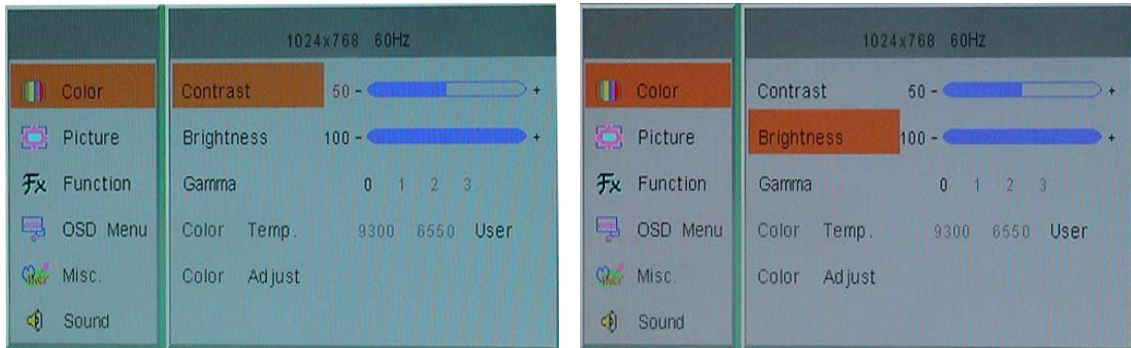 1024x768 60Hz
Color
Contrast 50 - +
Picture
Brightness 100 - +
Function
Gamma 0 1 2 3
OSD Menu
Color Temp. 9300 6550 User
Misc.
Color Adjust
Sound
1024x768 60Hz
Color
Contrast 50 - +
Picture
Brightness 100 - +
Function
Gamma 0 1 2 3
OSD Menu
Color Temp. 9300 6550 User
Misc.
Color Adjust
Sound